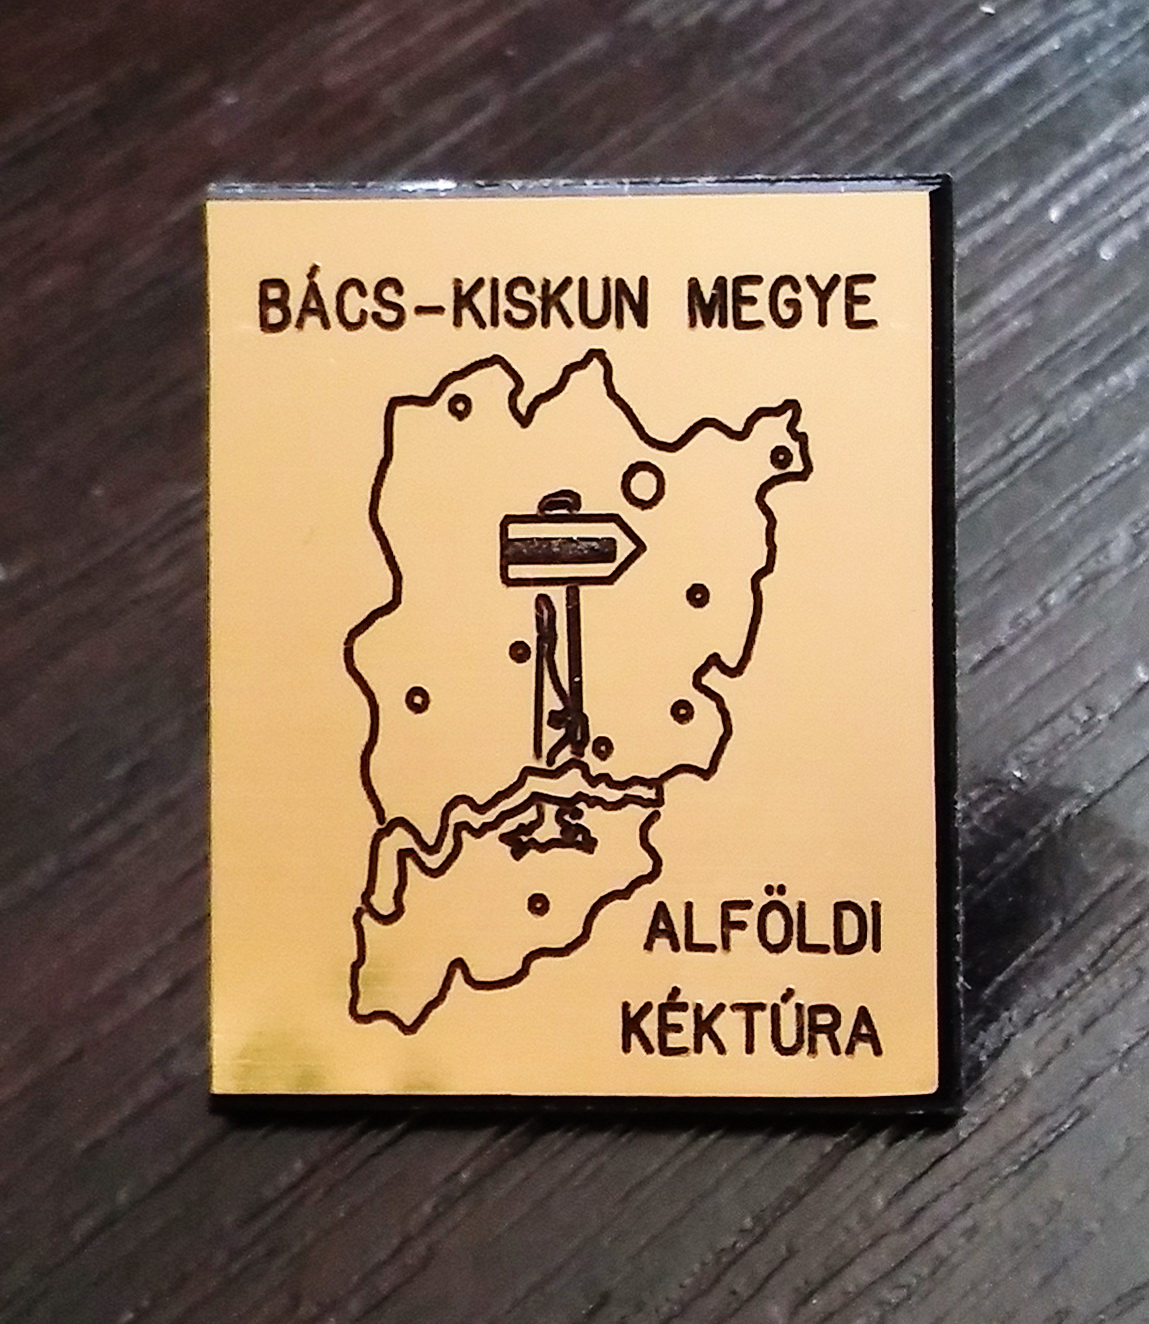 BÁCS-KISKUN MEGYE
ALFÖLDI
KÉKTÚRA